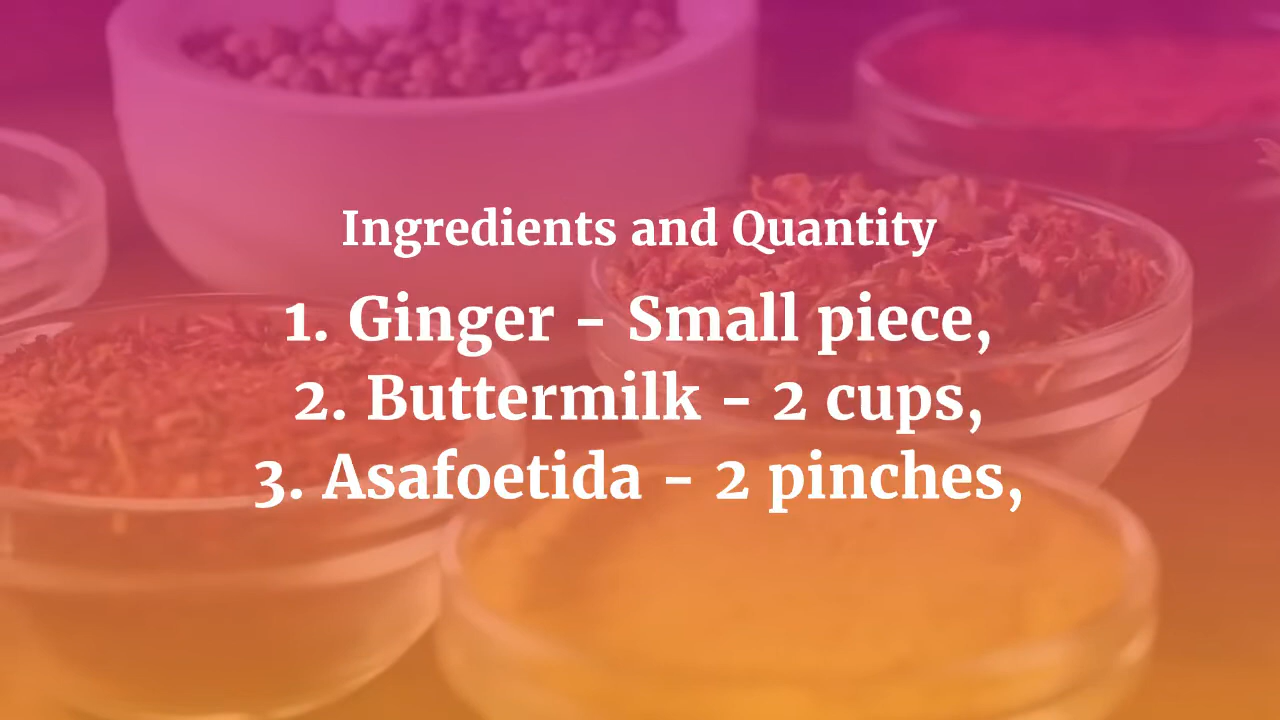 Ingredients and Quantity
1. Ginger - Small piece,
2. Buttermilk - 2 cups,
3. Asafoetida - 2 pinches,